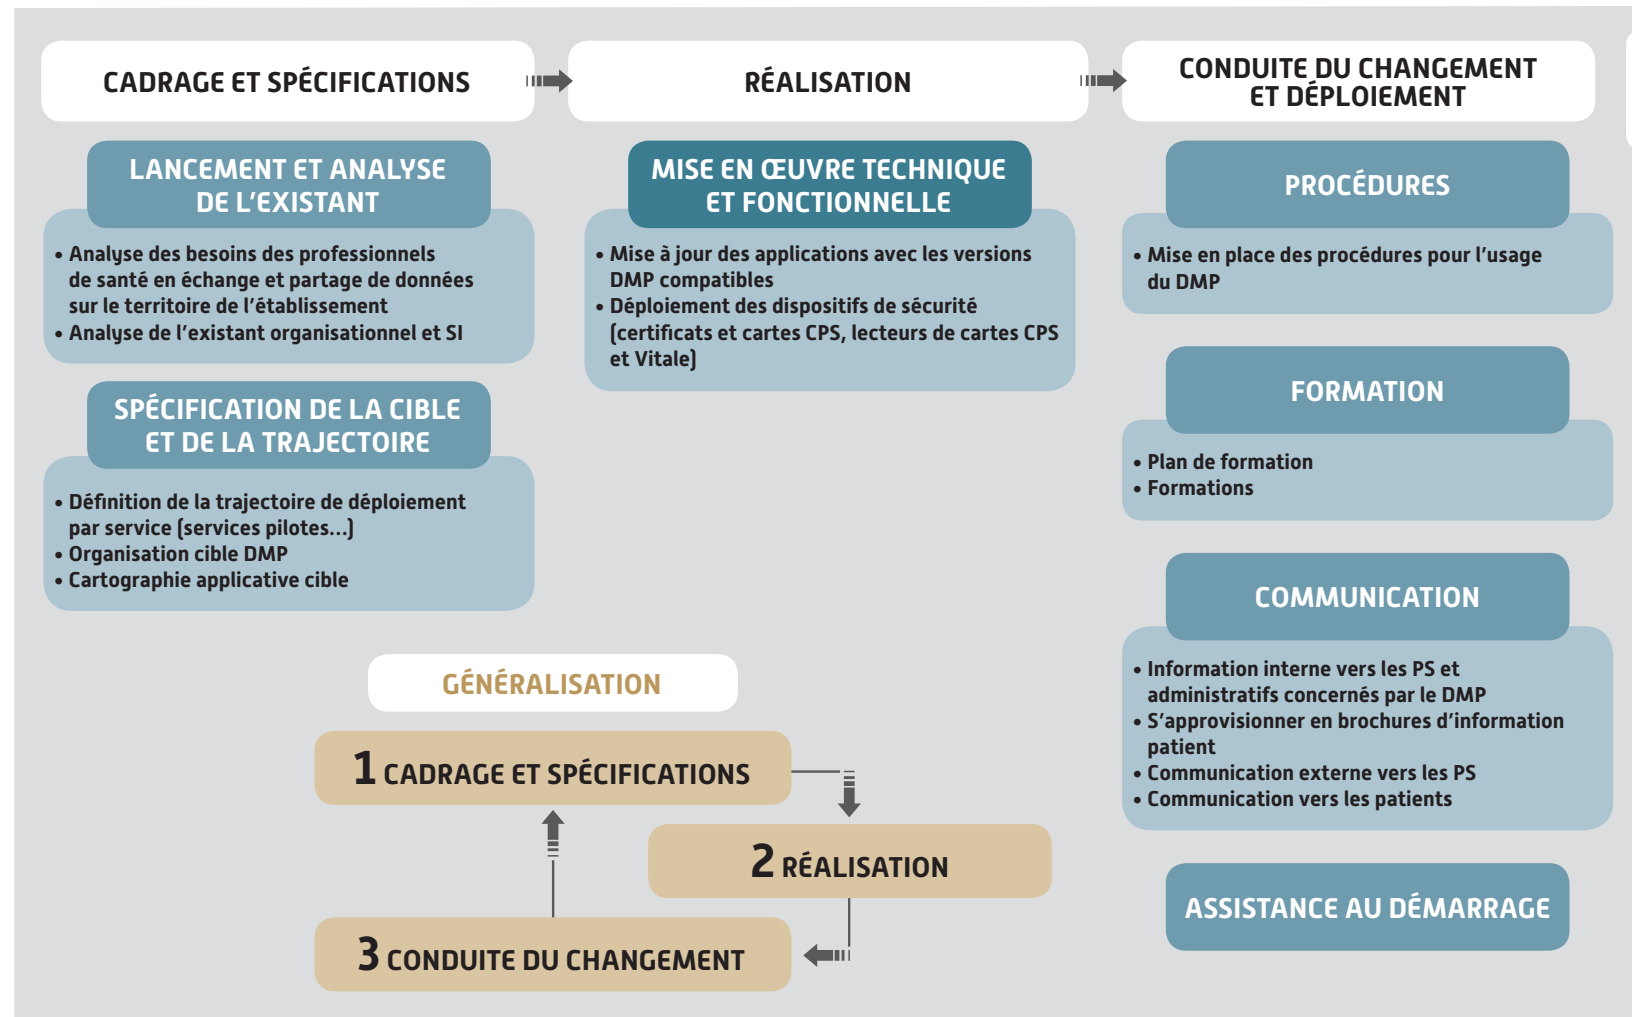 CADRAGE ET SPÉCIFICATIONS
LANCEMENT ET ANALYSE
DE L'EXISTANT
• Analyse des besoins des professionnels
de santé en échange et partage de données
sur le territoire de l'établissement
• Analyse de l'existant organisationnel et SI
SPÉCIFICATION DE LA CIBLE
ET DE LA TRAJECTOIRE
• Définition de la trajectoire de déploiement
par service (services pilotes…)
• Organisation cible DMP
• Cartographie applicative cible
RÉALISATION
MISE EN ŒUVRE TECHNIQUE
ET FONCTIONNELLE
• Mise à jour des applications avec les versions
DMP compatibles
• Déploiement des dispositifs de sécurité
(certificats et cartes CPS, lecteurs de cartes CPS
et Vitale)
CONDUITE DU CHANGEMENT
ET DÉPLOIEMENT
PROCÉDURES
• Mise en place des procédures pour l'usage
du DMP
FORMATION
• Plan de formation
• Formations
COMMUNICATION
• Information interne vers les PS et
administratifs concernés par le DMP
• S'approvisionner en brochures d'information
patient
• Communication externe vers les PS
• Communication vers les patients
ASSISTANCE AU DÉMARRAGE
GÉNÉRALISATION
1 CADRAGE ET SPÉCIFICATIONS
2 RÉALISATION
3 CONDUITE DU CHANGEMENT